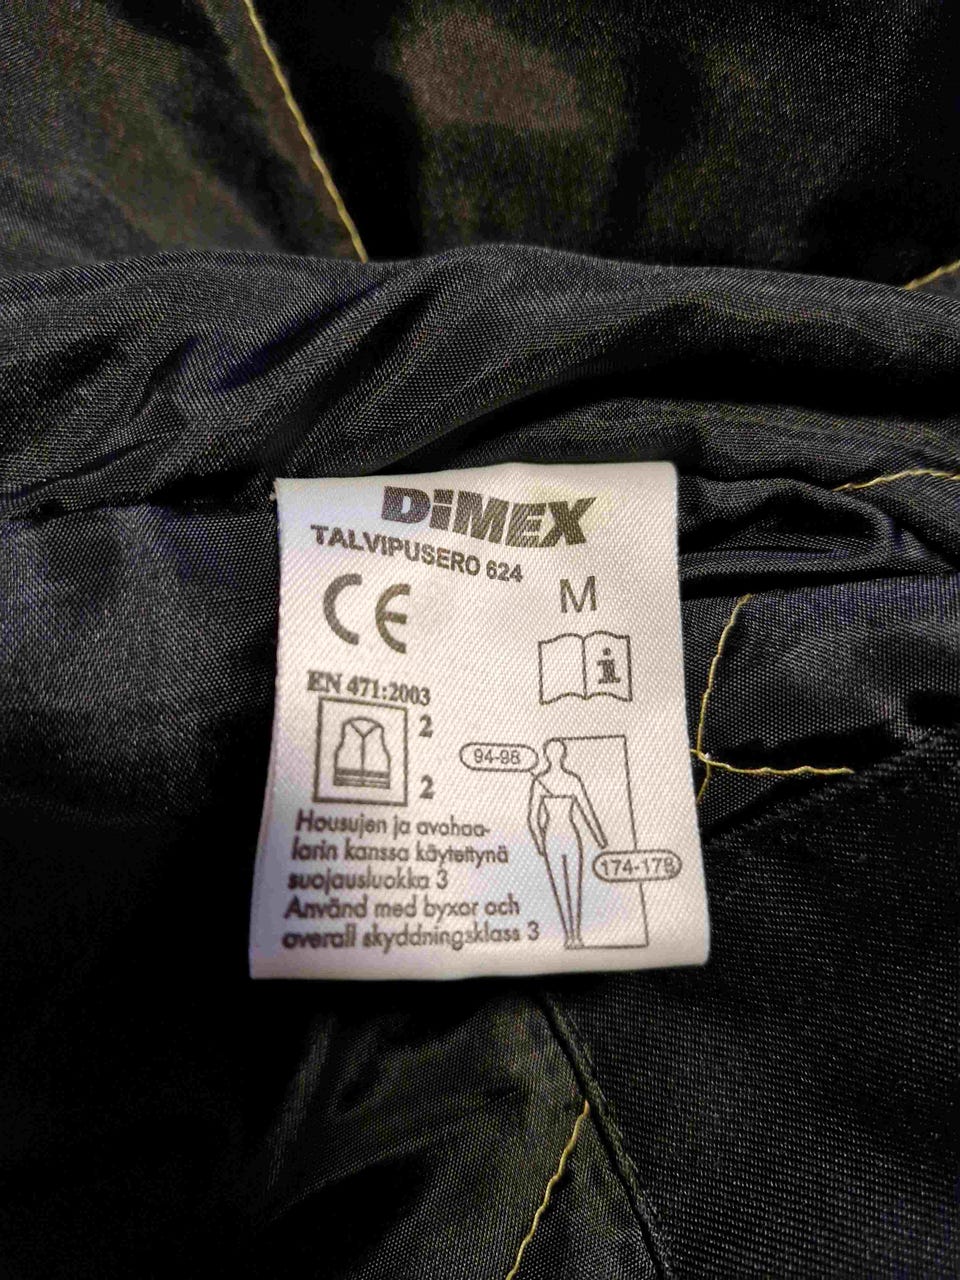 DiMEX
TALVIPUSERO 624
M
CE
i
EN 471:2003
2
2
94-98
174-178
Housujen ja avohaa-
larin kanssa käytettynä
suojausluokka 3
Använd med byxor och
overall skyddningsklass 3